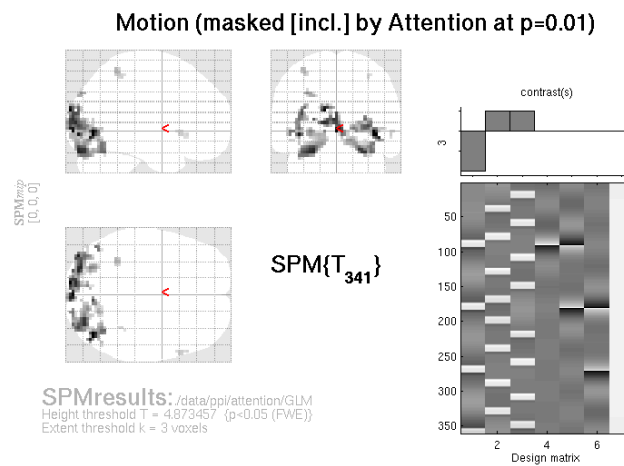 Motion (masked [incl.] by Attention at p=0.01)
contrast(s)
3
SPMmip
[0, 0, 0]
<
<
<
SPM{T341}
50
100
150
200
250
300
350
2 4 6
Design matrix
SPMresults: ./data/ppi/attention/GLM
Height threshold T = 4.873457 {p<0.05 (FWE)}
Extent threshold k = 3 voxels